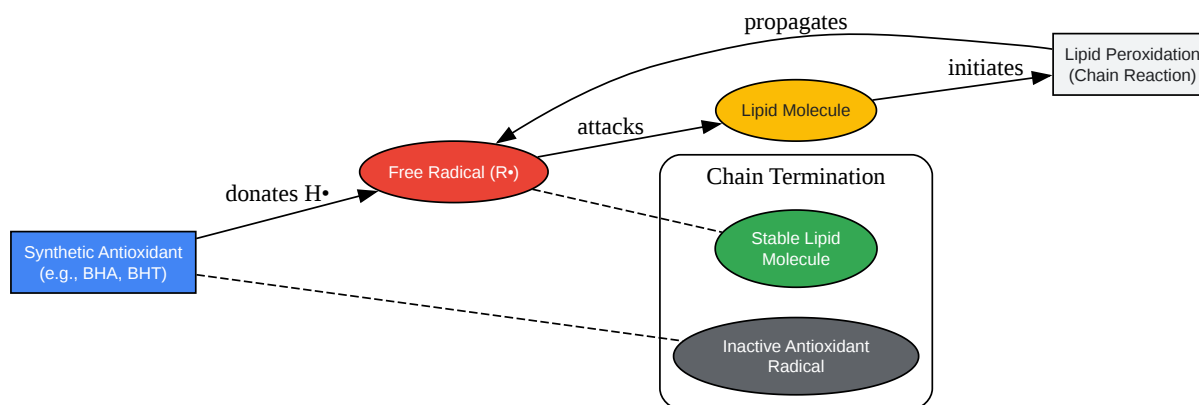 propagates
Lipid Peroxidation
(Chain Reaction)
initiates
Lipid Molecule
attacks
Free Radical (R•)
Chain Termination
donates H•
Stable Lipid
Molecule
Synthetic Antioxidant
(e.g., BHA, BHT)
Inactive Antioxidant
Radical